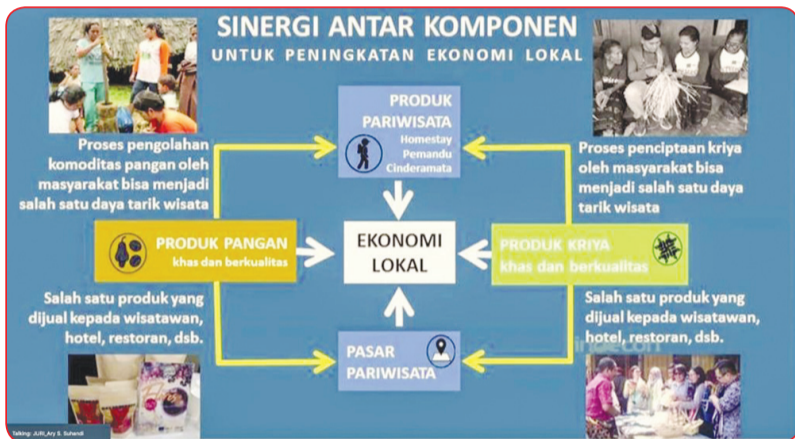 SINERGI ANTAR KOMPONEN
UNTUK PENINGKATAN EKONOMI LOKAL
PRODUK
PARIWISATA
Homestay
Pemandu
Cinderamata
Proses pengolahan
komoditas pangan oleh
masyarakat bisa menjadi
salah satu daya tarik wisata
Proses penciptaan kriya
oleh masyarakat bisa
menjadi salah satu daya
tarik wisata
PRODUK PANGAN
khas dan berkualitas
EKONOMI
LOKAL
PRODUK KRIYA
khas dan berkualitas
Salah satu produk yang
dijual kepada wisatawan,
hotel, restoran, dsb.
Salah satu produk yang
dijual kepada wisatawan,
hotel, restoran, dsb.
PASAR
PARIWISATA
indecon
Talking: JURI_Ary S. Suhandi